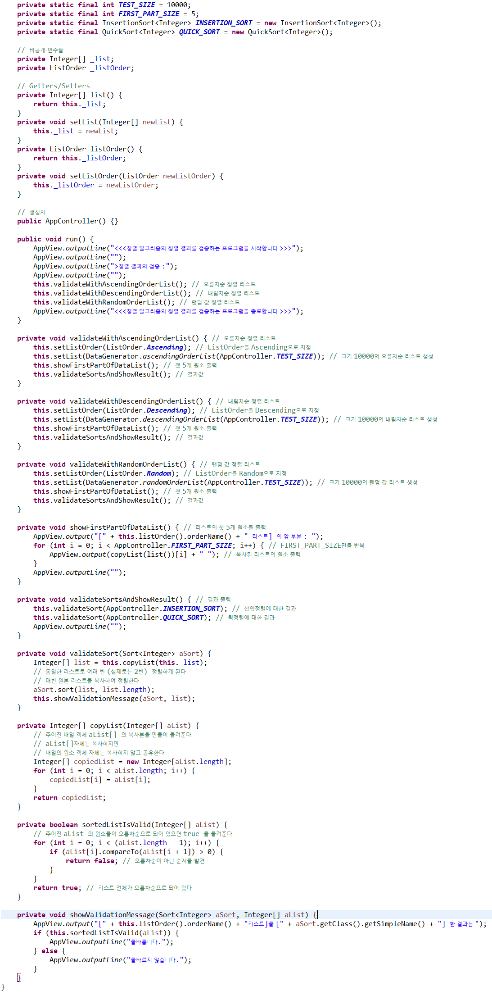 private static final int TEST_SIZE = 10000;
private static final int FIRST_PART_SIZE = 5;
private static final InsertionSort<Integer> INSERTION_SORT = new InsertionSort<Integer>();
private static final QuickSort<Integer> QUICK_SORT = new QuickSort<Integer>();
// 비공개 변수들
private Integer[] _list;
private ListOrder _listOrder;
// Getters/Setters
private Integer[] list() {
return this._list;
}
private void setList(Integer[] newList) {
this._list = newList;
}
private ListOrder listOrder() {
return this._listOrder;
}
private void setListOrder(ListOrder newListOrder) {
this._listOrder = newListOrder;
}
// 생성자
public AppController() {}
public void run() {
AppView.outputLine("<<<정렬 알고리즘의 정렬 결과를 검증하는 프로그램을 시작합니다 >>>");
AppView.outputLine("");
AppView.outputLine(">정렬 결과의 검증 :");
AppView.outputLine("");
this.validateWithAscendingOrderList(); // 오름차순 정렬 리스트
this.validateWithDescendingOrderList(); // 내림차순 정렬 리스트
this.validateWithRandomOrderList(); // 랜덤 값 정렬 리스트
AppView.outputLine("<<<정렬 알고리즘의 정렬 결과를 검증하는 프로그램을 종료합니다 >>>");
}
private void validateWithAscendingOrderList() { // 오름차순 정렬 리스트
this.setListOrder(ListOrder.Ascending); // ListOrder을 Ascending으로 지정
this.setList(DataGenerator.ascendingOrderList(AppController.TEST_SIZE)); // 크기 10000의 오름차순 리스트 생성
this.showFirstPartOfDataList(); // 첫 5개 원소 출력
this.validateSortsAndShowResult(); // 결과값
}
private void validateWithDescendingOrderList() { // 내림차순 정렬 리스트
this.setListOrder(ListOrder.Descending); // ListOrder을 Descending으로 지정
this.setList(DataGenerator.descendingOrderList(AppController.TEST_SIZE)); // 크기 10000의 내림차순 리스트 생성
this.showFirstPartOfDataList(); // 첫 5개 원소 출력
this.validateSortsAndShowResult(); // 결과값
}
private void validateWithRandomOrderList() { // 랜덤 값 정렬 리스트
this.setListOrder(ListOrder.Random); // ListOrder을 Random으로 지정
this.setList(DataGenerator.randomOrderList(AppController.TEST_SIZE)); // 크기 10000의 랜덤 값 리스트 생성
this.showFirstPartOfDataList(); // 첫 5개 원소 출력
this.validateSortsAndShowResult(); // 결과값
}
private void showFirstPartOfDataList() { // 리스트의 첫 5개 원소를 출력
AppView.output("[" + this.listOrder().orderName() + " 리스트] 의 앞 부분 : ");
for (int i = 0; i < AppController.FIRST_PART_SIZE; i++) { // FIRST_PART_SIZE만큼 반복
AppView.output(copyList(list())[i] + " "); // 복사된 리스트의 원소 출력
}
AppView.outputLine("");
}
private void validateSortsAndShowResult() { // 결과 출력
this.validateSort(AppController.INSERTION_SORT); // 삽입정렬에 대한 결과
this.validateSort(AppController.QUICK_SORT); // 퀵정렬에 대한 결과
AppView.outputLine("");
}
private void validateSort(Sort<Integer> aSort) {
Integer[] list = this.copyList(this._list);
// 동일한 리스트로 여러 번 (실제로는 2번) 정렬하게 된다
// 매번 원본 리스트를 복사하여 정렬한다
aSort.sort(list, list.length);
this.showValidationMessage(aSort, list);
}
private Integer[] copyList(Integer[] aList) {
// 주어진 배열 객체 aList[] 의 복사본을 만들어 돌려준다
// aList[]자체는 복사하지만
// 배열의 원소 객체 자체는 복사하지 않고 공유한다
Integer[] copiedList = new Integer[aList.length];
for (int i = 0; i < aList.length; i++) {
copiedList[i] = aList[i];
}
return copiedList;
}
private boolean sortedListIsValid(Integer[] aList) {
// 주어진 aList 의 원소들이 오름차순으로 되어 있으면 true 를 돌려준다
for (int i = 0; i < (aList.length - 1); i++) {
if (aList[i].compareTo(aList[i + 1]) > 0) {
return false; // 오름차순이 아닌 순서를 발견
}
}
return true; // 리스트 전체가 오름차순으로 되어 있다
}
private void showValidationMessage(Sort<Integer> aSort, Integer[] aList) {
AppView.output("[" + this.listOrder().orderName() + "리스트]를 [" + aSort.getClass().getSimpleName() + "] 한 결과는 ");
if (this.sortedListIsValid(aList)) {
AppView.outputLine("올바릅니다.");
} else {
AppView.outputLine("올바르지 않습니다.");
}
}
}